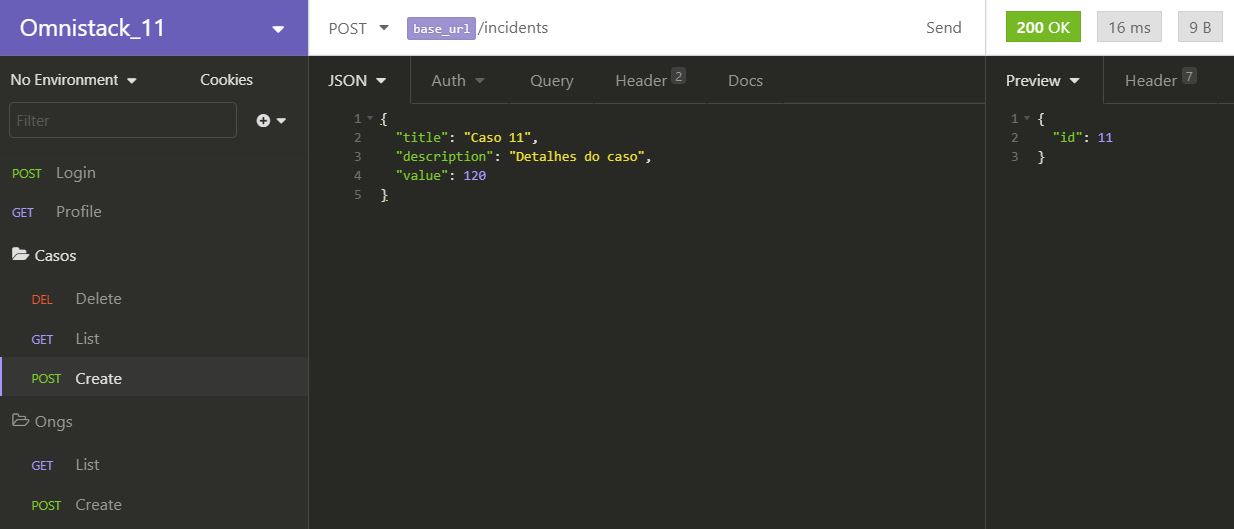 Omnistack_11
No Environment Cookies
Filter
POST Login
GET Profile
Casos
DEL Delete
GET List
POST Create
Ongs
GET List
POST Create
POST base_url/incidents Send
JSON Auth Query Header 2 Docs
1 {
2 "title": "Caso 11",
3 "description": "Detalhes do caso",
4 "value": 120
5 }
200 OK 16 ms 9 B
Preview Header 7
1 {
2 "id": 11
3 }